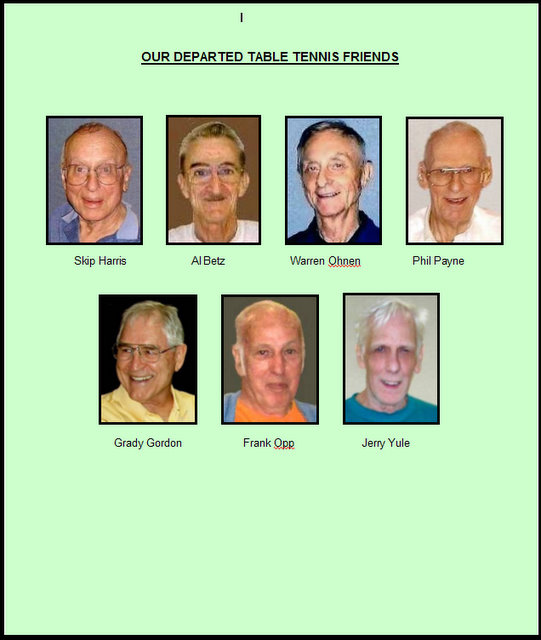 I
OUR DEPARTED TABLE TENNIS FRIENDS
Skip Harris
Al Betz
Warren Ohnen
Phil Payne
Grady Gordon
Frank Opp
Jerry Yule